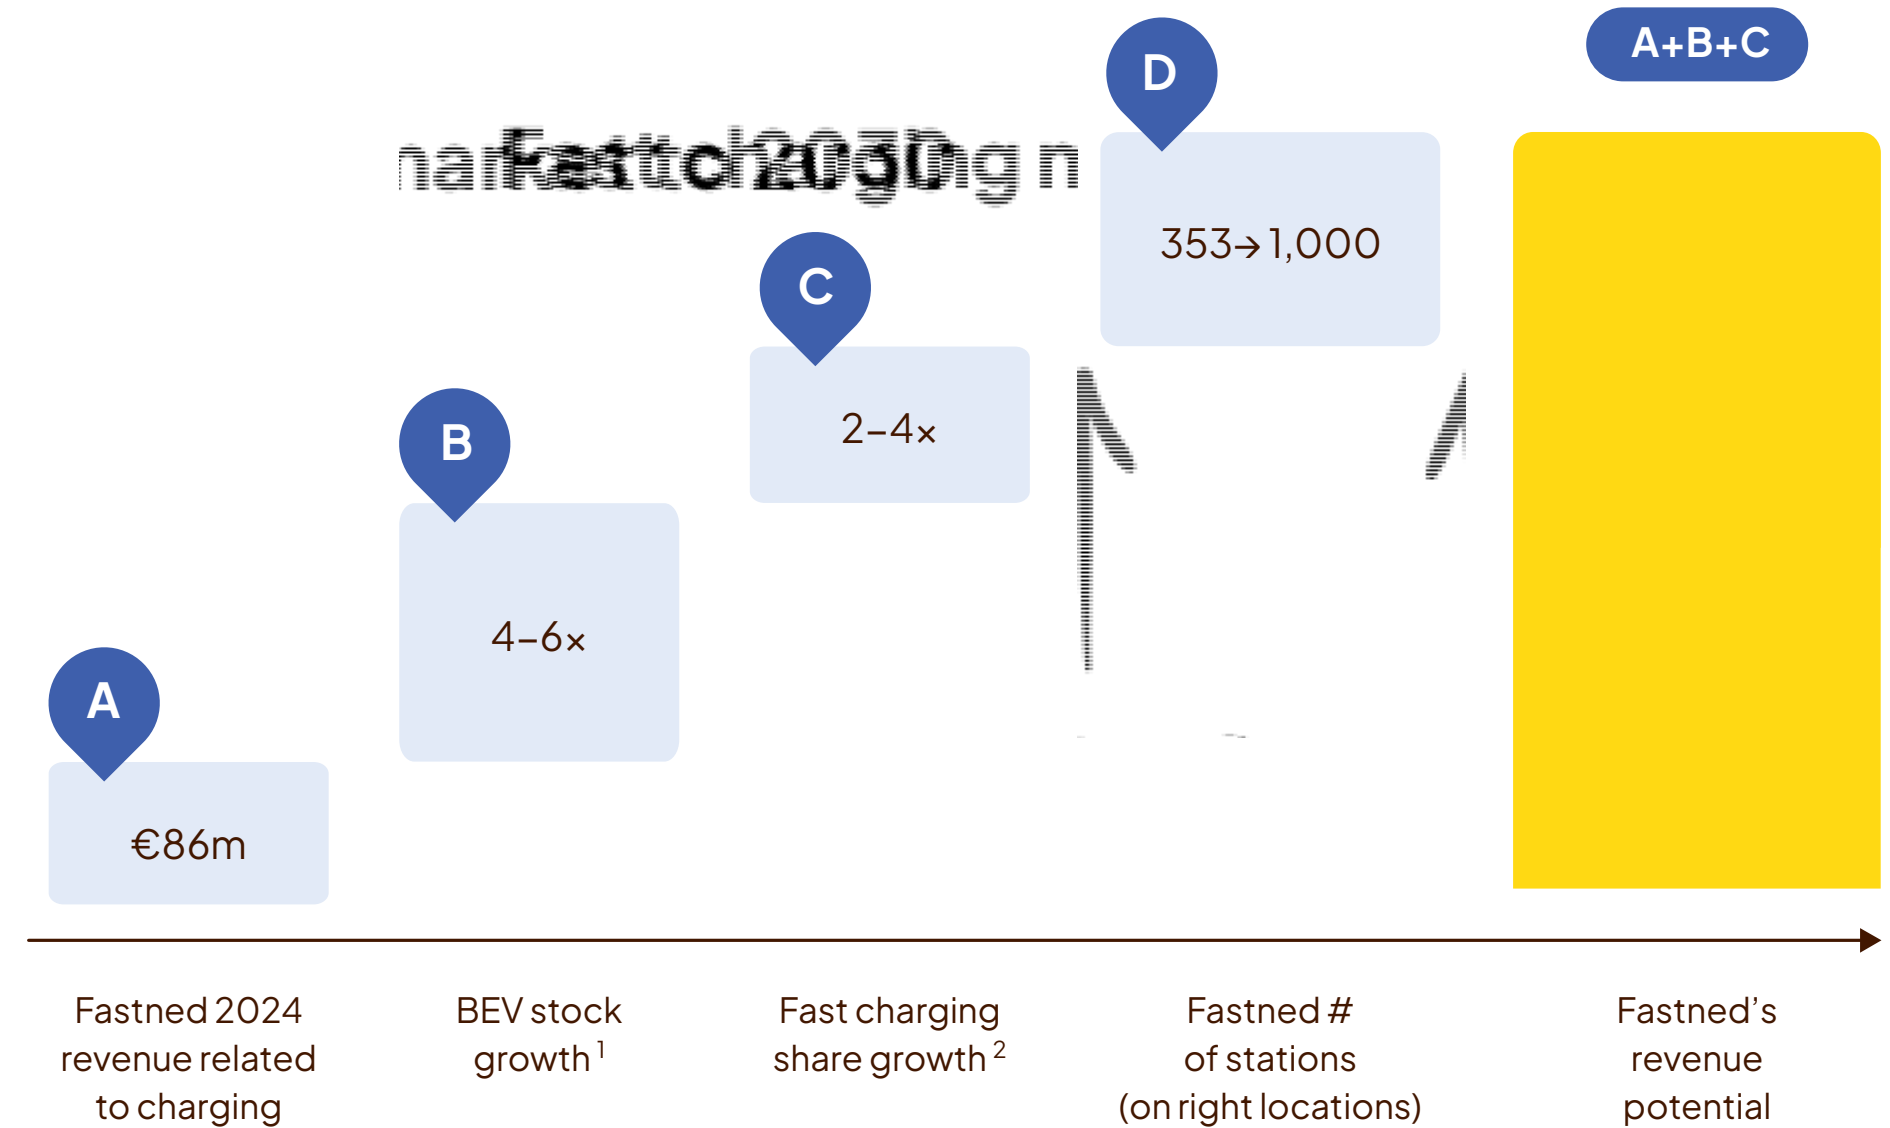 A+B+C
D
353→1,000
C
2–4×
B
4–6×
A
€86m
Fastned 2024
revenue related
to charging
BEV stock
growth 1
Fast charging
share growth 2
Fastned #
of stations
(on right locations)
Fastned's
revenue
potential